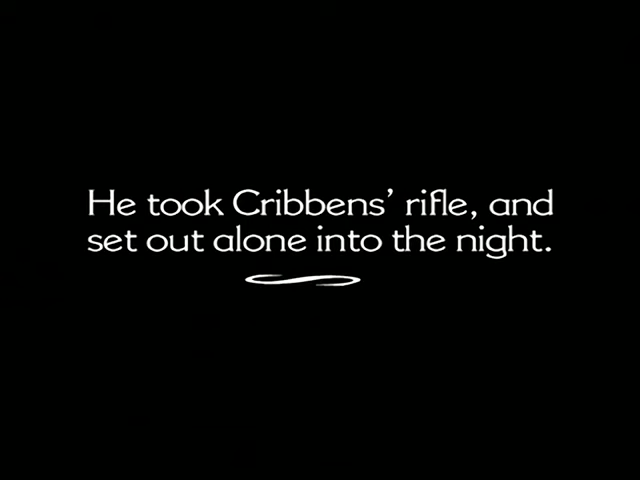 He took Cribbens’ rifle, and
set out alone into the night.